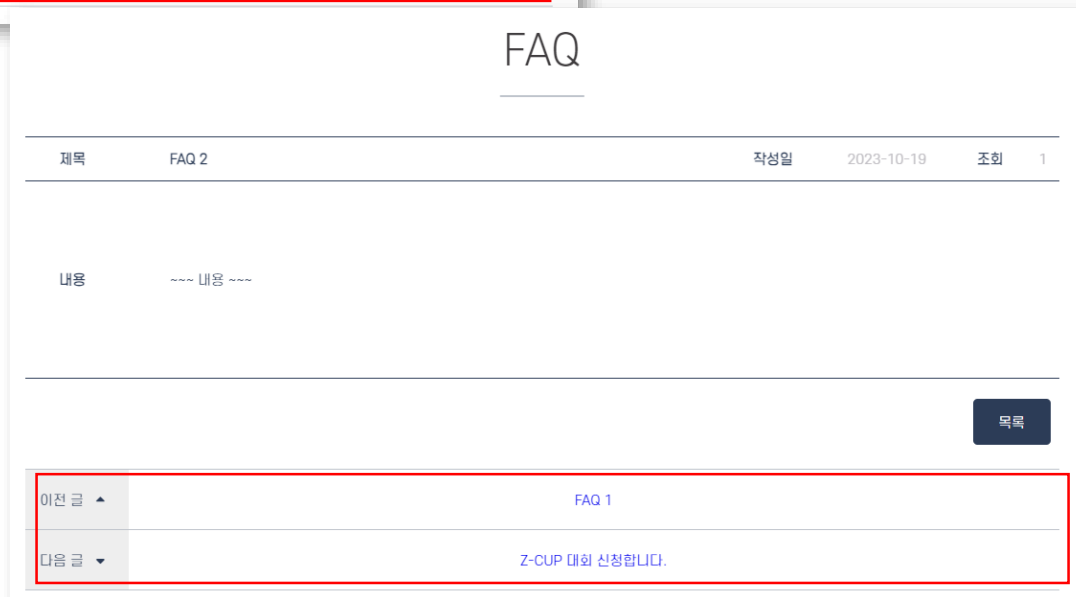 FAQ
제목 FAQ 2 작성일 2023-10-19 조회 1
내용 ~~~ 내용 ~~~
목록
이전 글 ▲ FAQ 1
다음 글 ▼ Z-CUP 대회 신청합니다.